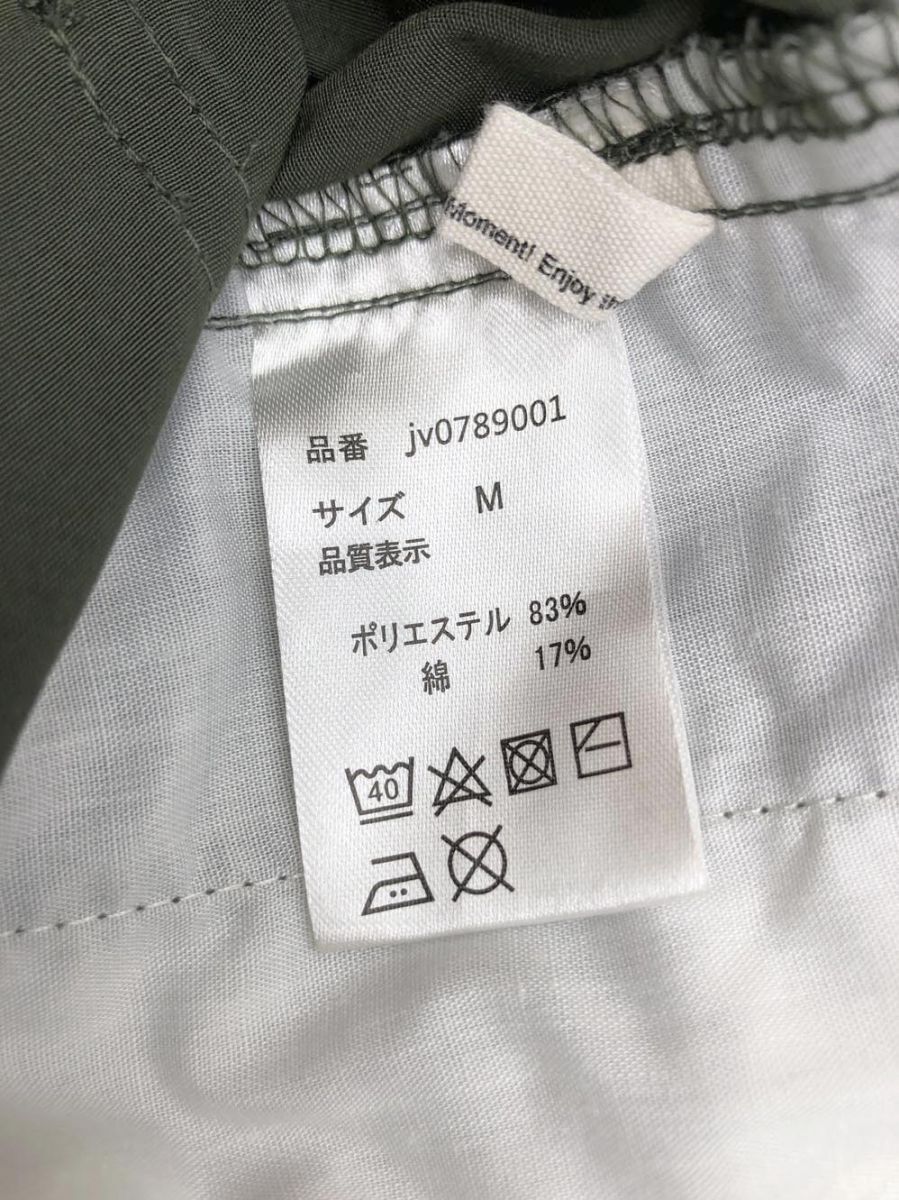 Moment! Enjoy
品番 jv0789001
サイズ M
品質表示
ポリエステル 83%
綿 17%
40